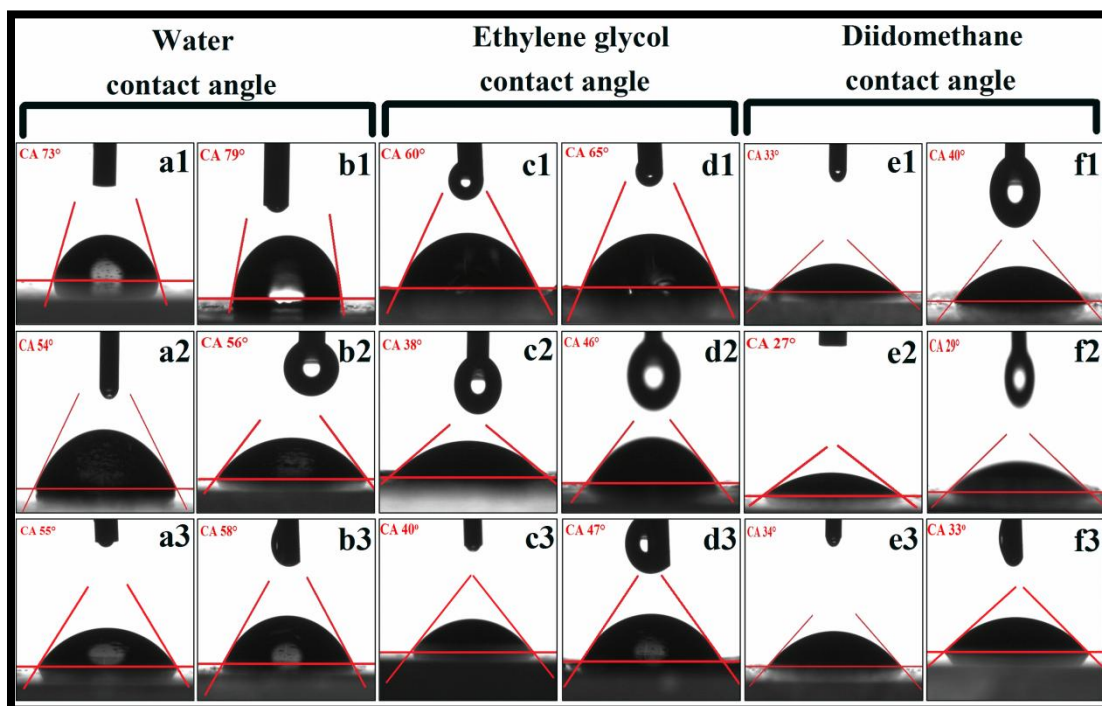 Water
contact angle
Ethylene glycol
contact angle
Diidomethane
contact angle
CA 73°
a1
CA 79°
b1
CA 60°
c1
CA 65°
d1
CA 33°
e1
CA 40°
f1
CA 54°
a2
CA 56°
b2
CA 38°
c2
CA 46°
d2
CA 27°
e2
CA 29°
f2
CA 55°
a3
CA 58°
b3
CA 40°
c3
CA 47°
d3
CA 34°
e3
CA 33°
f3